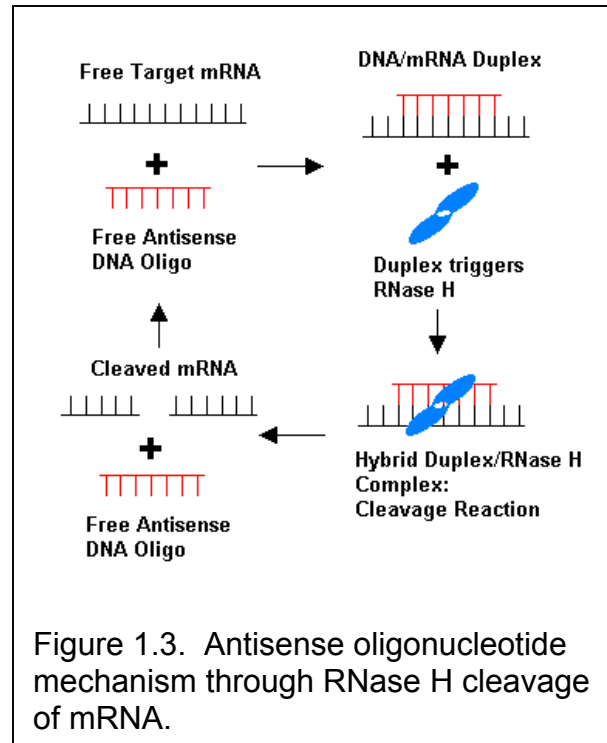 Free Target mRNA
+
Free Antisense
DNA Oligo
DNA/mRNA Duplex
+
Duplex triggers
RNase H
Hybrid Duplex/RNase H
Complex:
Cleavage Reaction
Cleaved mRNA
+
Free Antisense
DNA Oligo
Figure 1.3.  Antisense oligonucleotide
mechanism through RNase H cleavage
of mRNA.